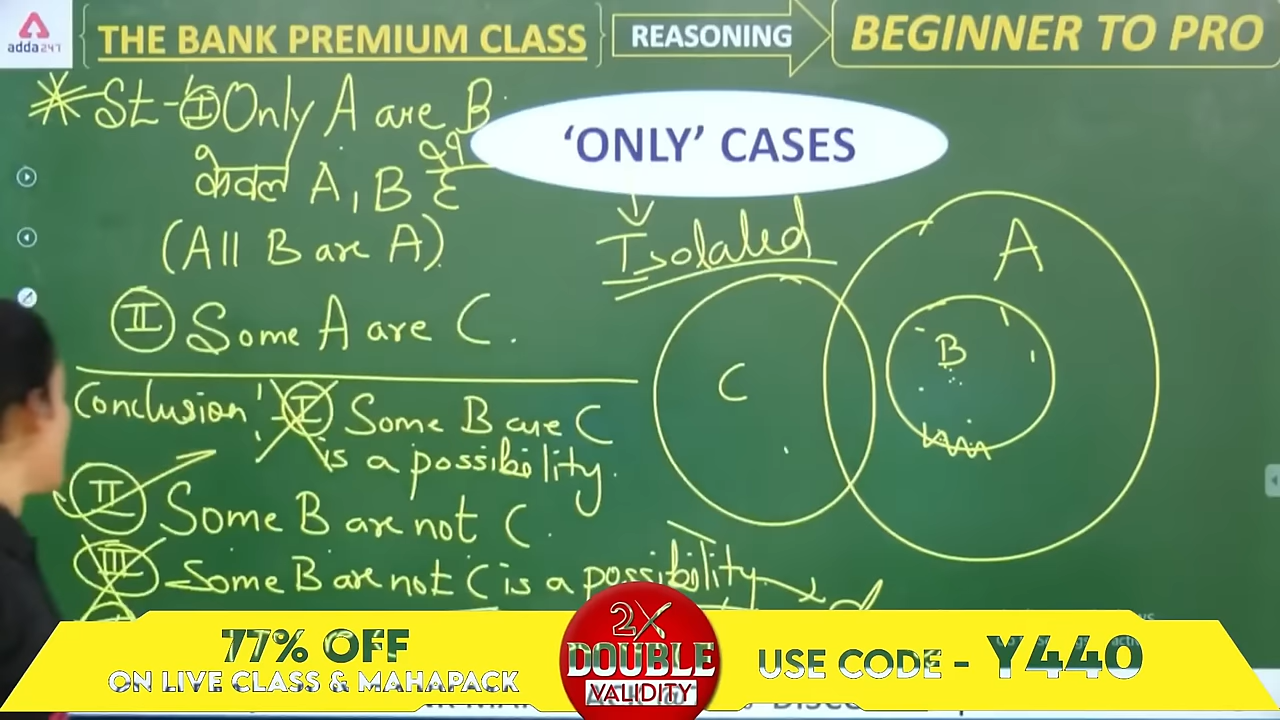 adda247
THE BANK PREMIUM CLASS
REASONING
BEGINNER TO PRO
St- I Only A are B
'ONLY' CASES
केवल A, B है
Isolated
(All B are A)
A
II Some A are C.
B
C
Conclusion: I Some B are C
is a possibility.
II Some B are not C.
III Some B are not C is a possibility
77% OFF
ON LIVE CLASS & MAHAPACK
2X
DOUBLE
VALIDITY
USE CODE - Y440